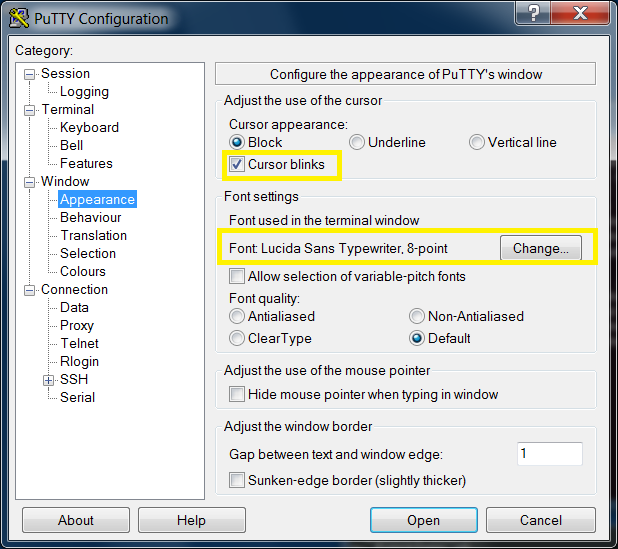 PuTTY Configuration
?
X
Category:
Session
Logging
Terminal
Keyboard
Bell
Features
Window
Appearance
Behaviour
Translation
Selection
Colours
Connection
Data
Proxy
Telnet
Rlogin
SSH
Serial
Configure the appearance of PuTTY's window
Adjust the use of the cursor
Cursor appearance:
Block Underline Vertical line
Cursor blinks
Font settings
Font used in the terminal window
Font: Lucida Sans Typewriter, 8-point Change...
Allow selection of variable-pitch fonts
Font quality:
Antialiased Non-Antialiased
ClearType Default
Adjust the use of the mouse pointer
Hide mouse pointer when typing in window
Adjust the window border
Gap between text and window edge: 1
Sunken-edge border (slightly thicker)
About Help Open Cancel